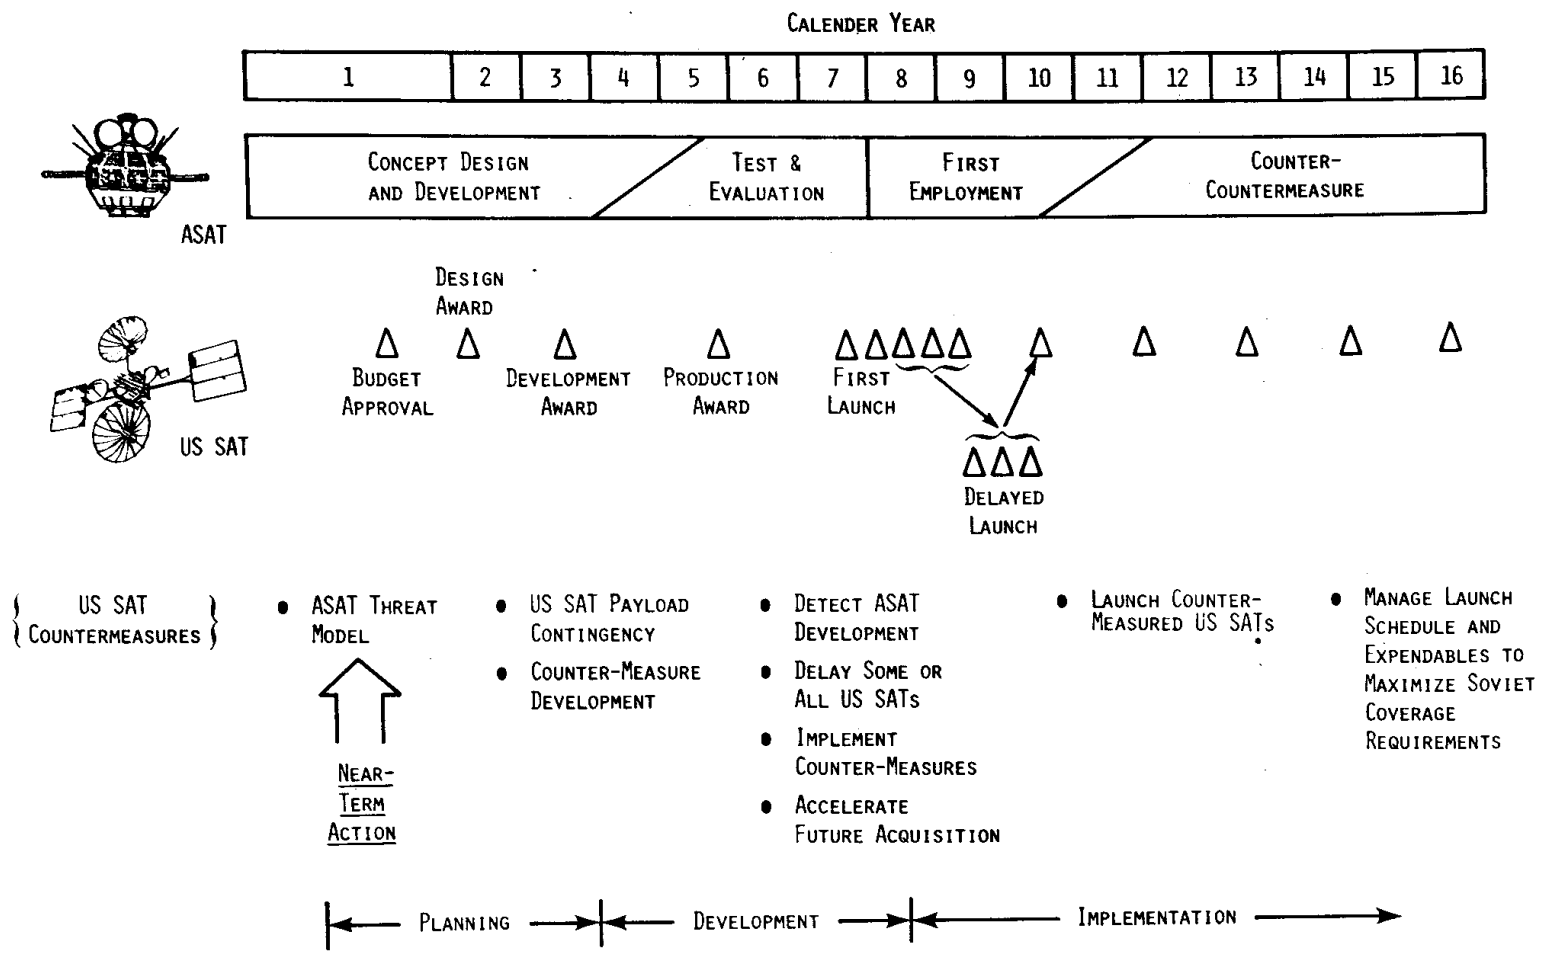 CALENDER YEAR
1 2 3 4 5 6 7 8 9 10 11 12 13 14 15 16
CONCEPT DESIGN
AND DEVELOPMENT
TEST &
EVALUATION
FIRST
EMPLOYMENT
COUNTER-
COUNTERMEASURE
ASAT
DESIGN
AWARD
BUDGET
APPROVAL
DEVELOPMENT
AWARD
PRODUCTION
AWARD
FIRST
LAUNCH
US SAT
DELAYED
LAUNCH
US SAT
COUNTERMEASURES
• ASAT THREAT
MODEL
NEAR-
TERM
ACTION
• US SAT PAYLOAD
CONTINGENCY
• COUNTER-MEASURE
DEVELOPMENT
• DETECT ASAT
DEVELOPMENT
• DELAY SOME OR
ALL US SATS
• IMPLEMENT
COUNTER-MEASURES
• ACCELERATE
FUTURE ACQUISITION
• LAUNCH COUNTER-
MEASURED US SATS
• MANAGE LAUNCH
SCHEDULE AND
EXPENDABLES TO
MAXIMIZE SOVIET
COVERAGE
REQUIREMENTS
PLANNING
DEVELOPMENT
IMPLEMENTATION